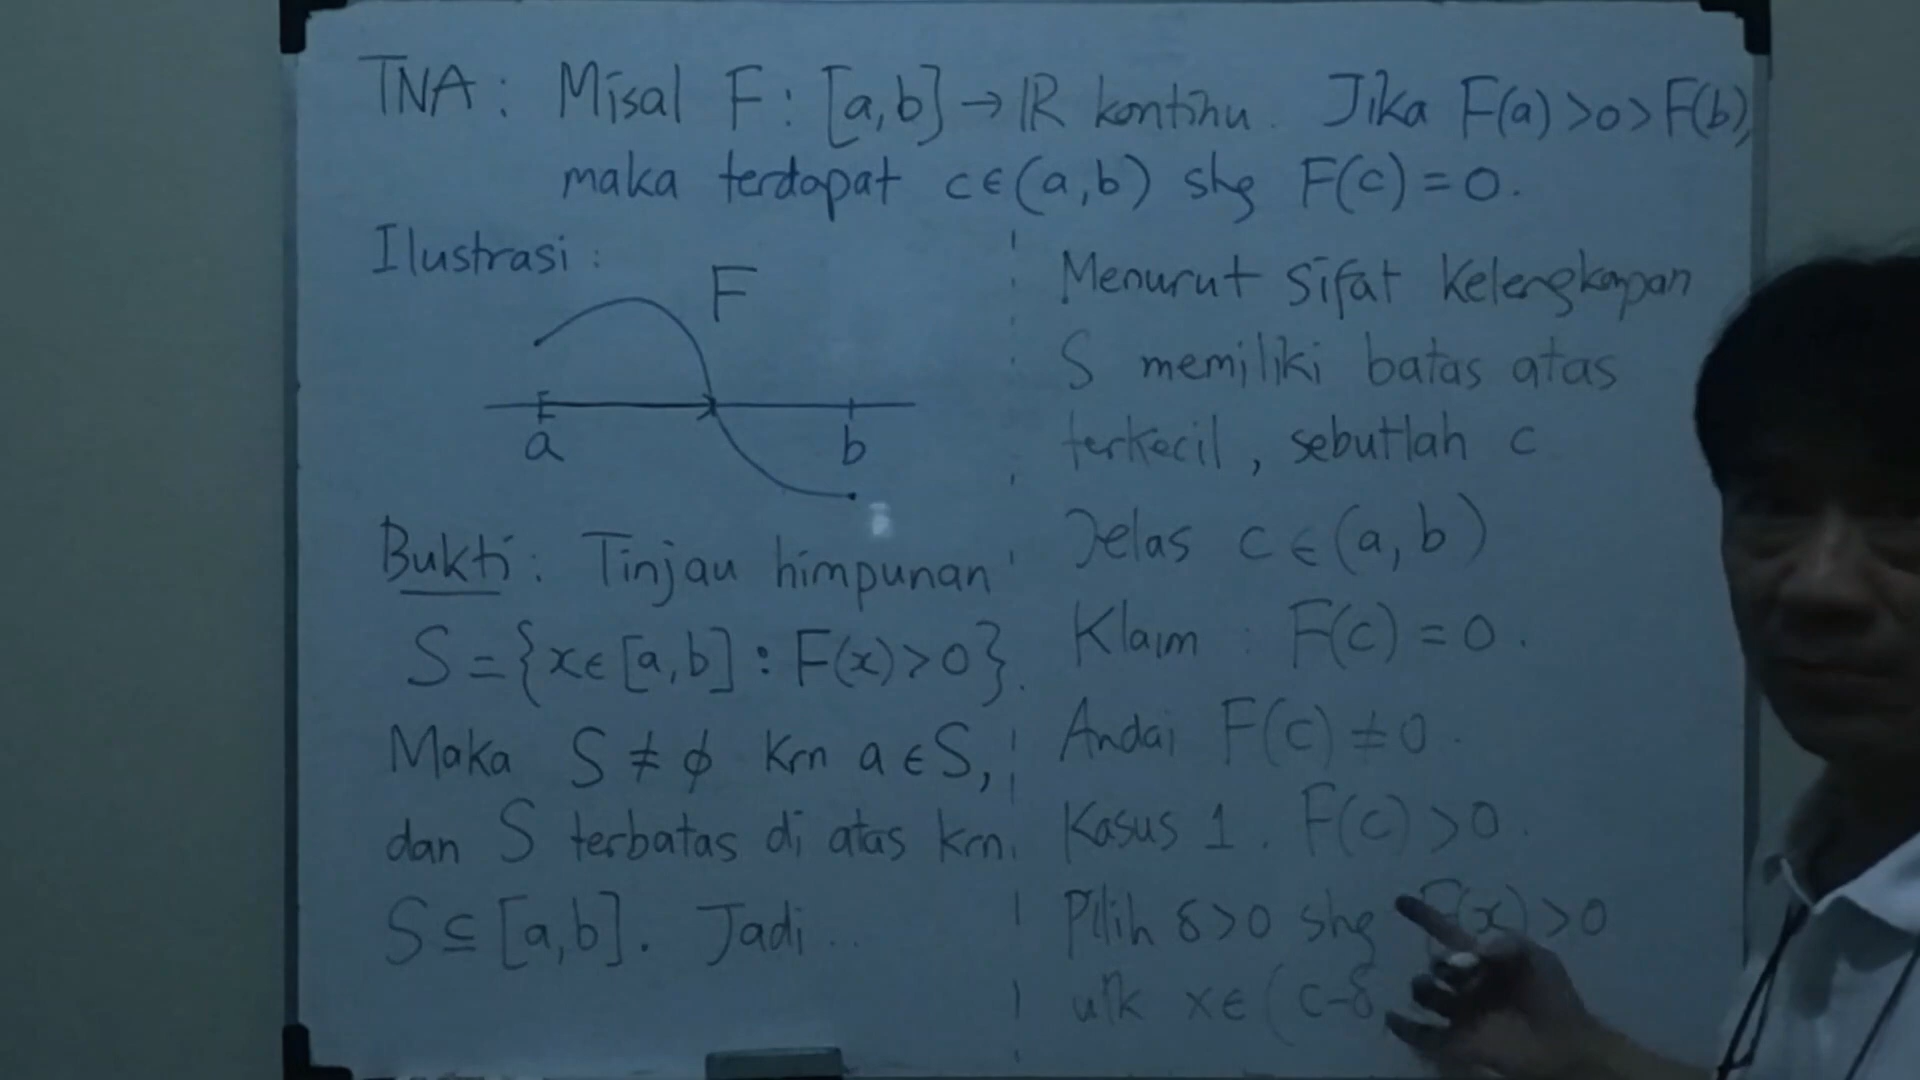 TNA : Misal F : [a,b] → ℝ kontinu. Jika F(a) > 0 > F(b),
maka terdapat c ∈ (a,b) shg F(c) = 0.
Ilustrasi :
F
a
b
Bukti : Tinjau himpunan
S = {x ∈ [a,b] : F(x) > 0}.
Maka S ≠ ϕ krn a ∈ S,
dan S terbatas di atas krn
S ⊆ [a,b]. Jadi ..
Menurut Sifat Kelengkapan
S memiliki batas atas
terkecil, sebutlah c
Jelas c ∈ (a,b)
Klaim : F(c) = 0.
Andai F(c) ≠ 0.
Kasus 1. F(c) > 0.
Pilih δ > 0 shg F(x) > 0
utk x ∈ (c-δ